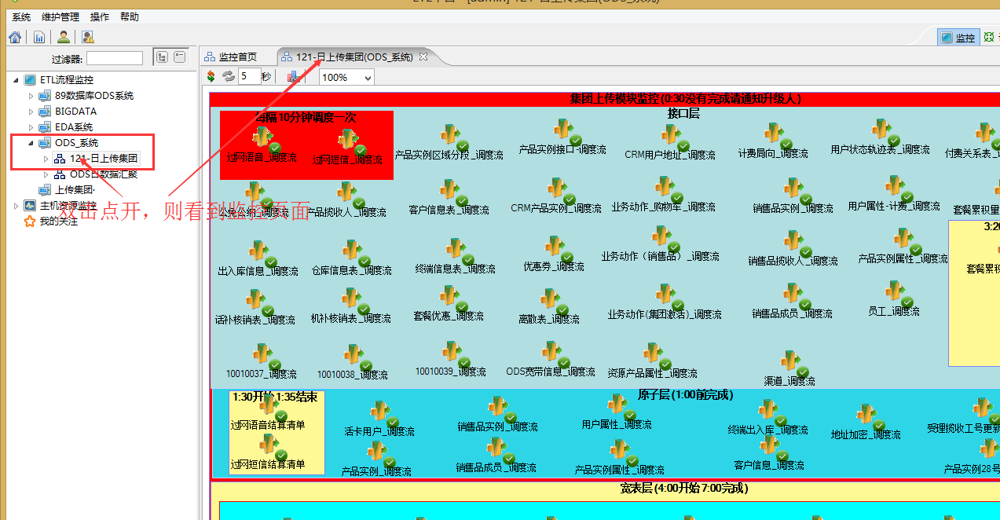 系统 维护管理 操作 帮助
监控
过滤器:
监控首页
121-日上传集团(ODS_系统)
5 秒
100%
ETL流程监控
89数据库ODS系统
BIGDATA
EDA系统
ODS_系统
121-日上传集团
ODS日数据汇聚
上传集团·
主机资源监控
我的关注
双击点开，则看到监控页面
集团上传模块监控(0:30没有完成请通知升级人)
接口层
每隔10分钟调度一次
过网语音_调度流
过网短信_调度流
产品实例区域分段_调度流
产品实例接口-调度流
CRM用户地址_调度流
计费局向_调度流
用户状态轨迹表_调度流
付费关系表_
公免公纳_调度流
产品揽收人_调度流
客户信息表_调度流
CRM产品实例_调度流
业务动作_购物车_调度流
销售品实例_调度流
用户属性-计费_调度流
套餐累积量
出入库信息_调度流
仓库信息表_调度流
终端信息表_调度流
优惠券_调度流
业务动作（销售品）_调度流
销售品揽收人_调度流
产品实例属性_调度流
3:20
套餐累积
话补核销表_调度流
机补核销表_调度流
套餐优惠_调度流
离散表_调度流
业务动作(集团激活)_调度流
销售品成员_调度流
员工_调度流
10010037_调度流
10010038_调度流
10010039_调度流
ODS宽带信息_调度流
资源产品属性_调度流
渠道_调度流
原子层(1:00前完成)
1:30开始1:35结束
过网语音结算清单
过网短信结算清单
活卡用户_调度流
销售品实例_调度流
用户属性_调度流
终端出入库_调度流
地址加密_调度流
受理揽收工号更新
产品实例_调度流
销售品成员_调度流
产品实例属性_调度流
客户信息_调度流
产品实例28号
宽表层(4:00开始7:00完成)